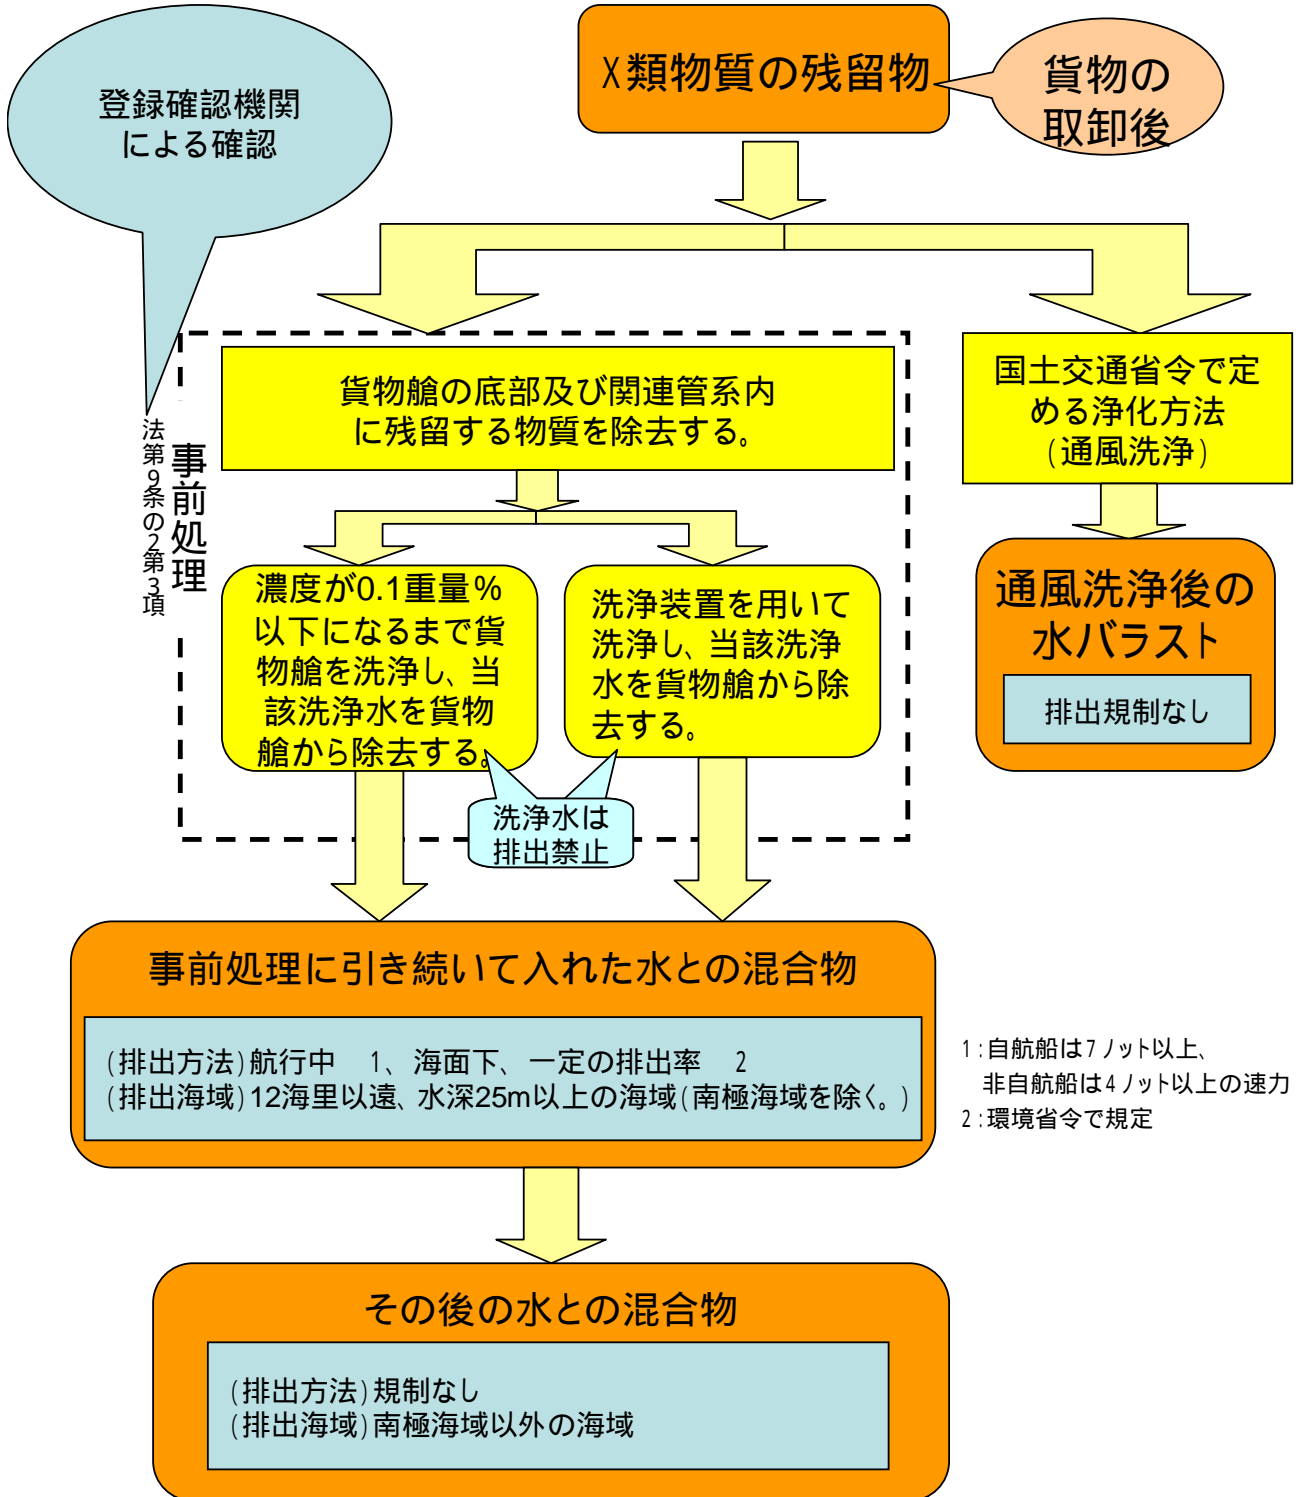 X類物質の残留物
貨物の
取卸後
登録確認機関
による確認
法第9条の2第3項
事前処理
貨物艙の底部及び関連管系内
に残留する物質を除去する。
国土交通省令で定
める浄化方法
(通風洗浄)
濃度が0.1重量%
以下になるまで貨
物艙を洗浄し、当
該洗浄水を貨物
艙から除去する。
洗浄装置を用いて
洗浄し、当該洗浄
水を貨物艙から除
去する。
洗浄水は
排出禁止
通風洗浄後の
水バラスト
排出規制なし
事前処理に引き続いて入れた水との混合物
(排出方法)航行中 1、海面下、一定の排出率 2
(排出海域)12海里以遠、水深25m以上の海域(南極海域を除く。)
1:自航船は7ノット以上、
非自航船は4ノット以上の速力
2:環境省令で規定
その後の水との混合物
(排出方法)規制なし
(排出海域)南極海域以外の海域